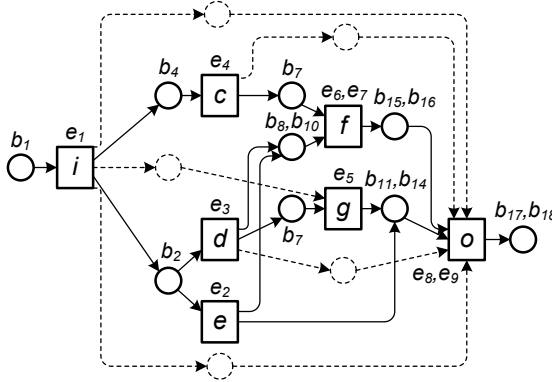 b₄ e₄ b₇
c
e₆,e₇ b₁₅,b₁₆
b₈,b₁₀ f
b₁ e₁
i
e₅ b₁₁,b₁₄
g
e₃
d b₇
b₁₇,b₁₈
o
b₂ e₈,e₉
e₂
e